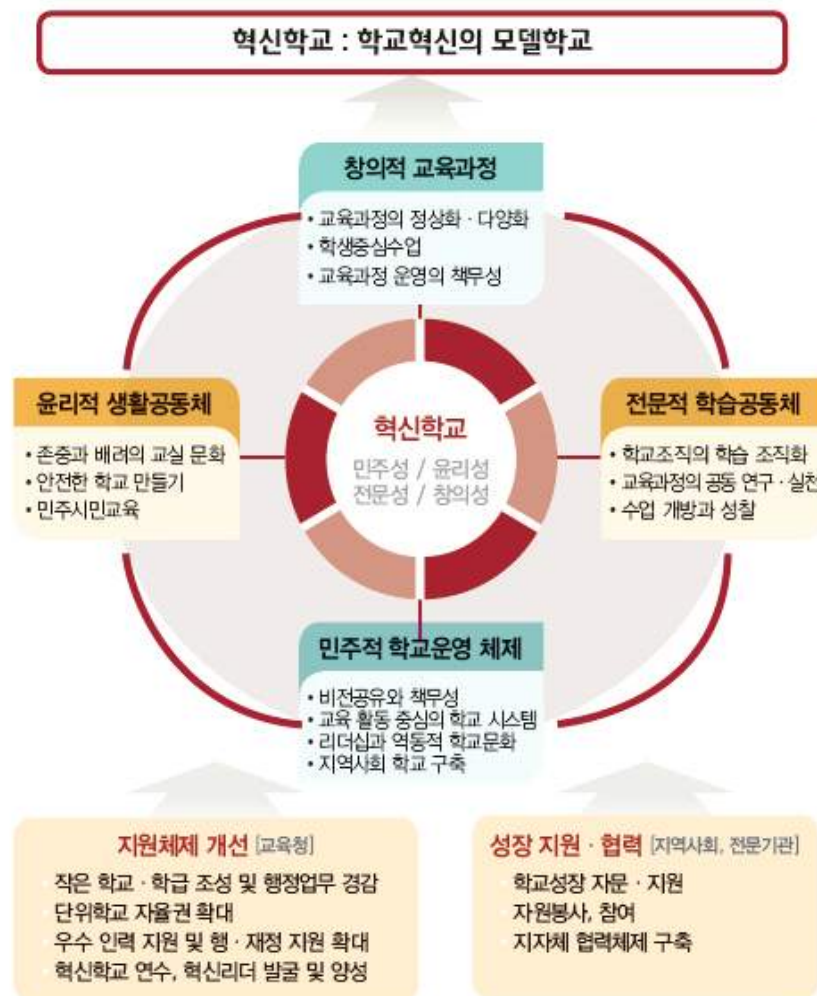 혁신학교 : 학교혁신의 모델학교
창의적 교육과정
• 교육과정의 정상화 · 다양화
• 학생중심수업
• 교육과정 운영의 책무성
윤리적 생활공동체
• 존중과 배려의 교실 문화
• 안전한 학교 만들기
• 민주시민교육
혁신학교
민주성 / 윤리성
전문성 / 창의성
전문적 학습공동체
• 학교조직의 학습 조직화
• 교육과정의 공동 연구 · 실천
• 수업 개방과 성찰
민주적 학교운영 체제
• 비전공유와 책무성
• 교육 활동 중심의 학교 시스템
• 리더십과 역동적 학교문화
• 지역사회 학교 구축
지원체제 개선 [교육청]
작은 학교 · 학급 조성 및 행정업무 경감
단위학교 자율권 확대
우수 인력 지원 및 행 · 재정 지원 확대
혁신학교 연수, 혁신리더 발굴 및 양성
성장 지원 · 협력 [지역사회, 전문기관]
학교성장 자문 · 지원
자원봉사, 참여
지자체 협력체제 구축